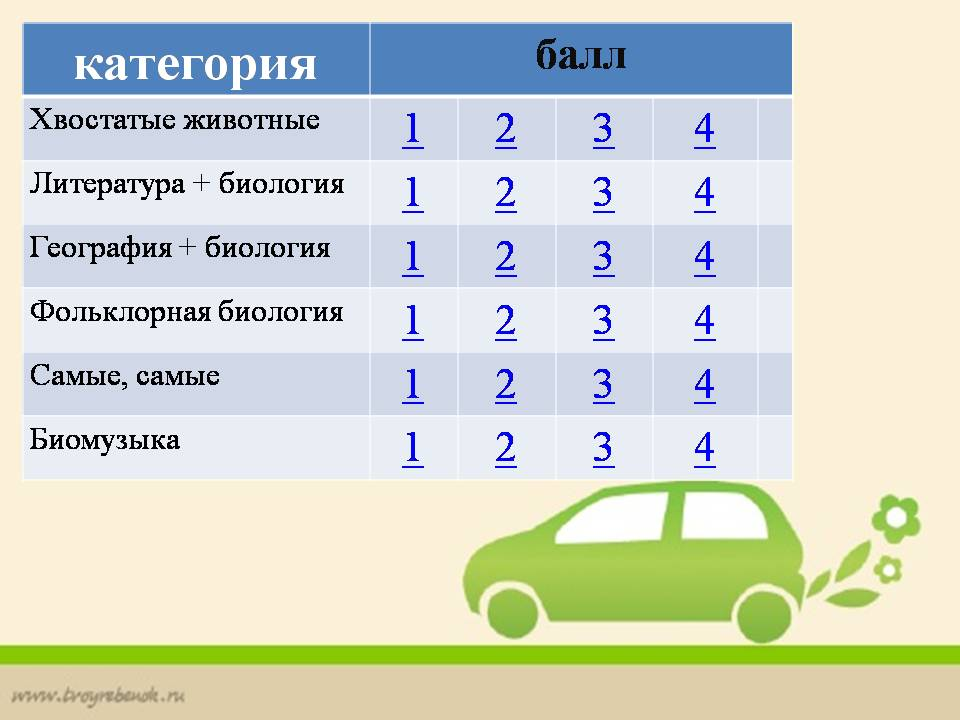 категория балл
Хвостатые животные 1 2 3 4
Литература + биология 1 2 3 4
География + биология 1 2 3 4
Фольклорная биология 1 2 3 4
Самые, самые 1 2 3 4
Биомузыка 1 2 3 4
www.tvoyrebenok.ru